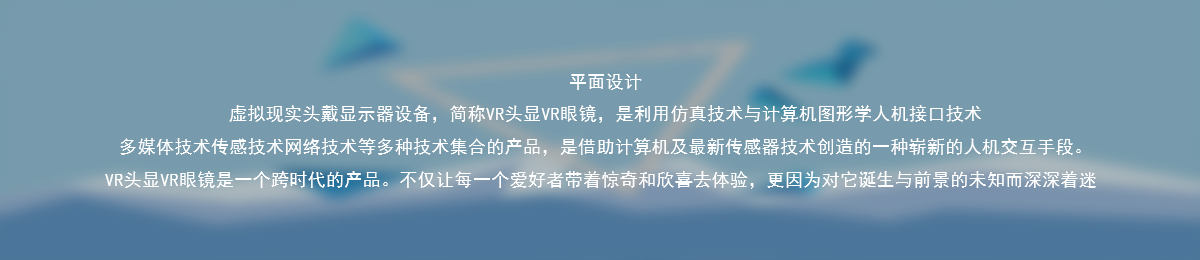 平面设计
虚拟现实头戴显示器设备，简称VR头显VR眼镜，是利用仿真技术与计算机图形学人机接口技术
多媒体技术传感技术网络技术等多种技术集合的产品，是借助计算机及最新传感器技术创造的一种崭新的人机交互手段。
VR头显VR眼镜是一个跨时代的产品。不仅让每一个爱好者带着惊奇和欣喜去体验，更因为对它诞生与前景的未知而深深着迷